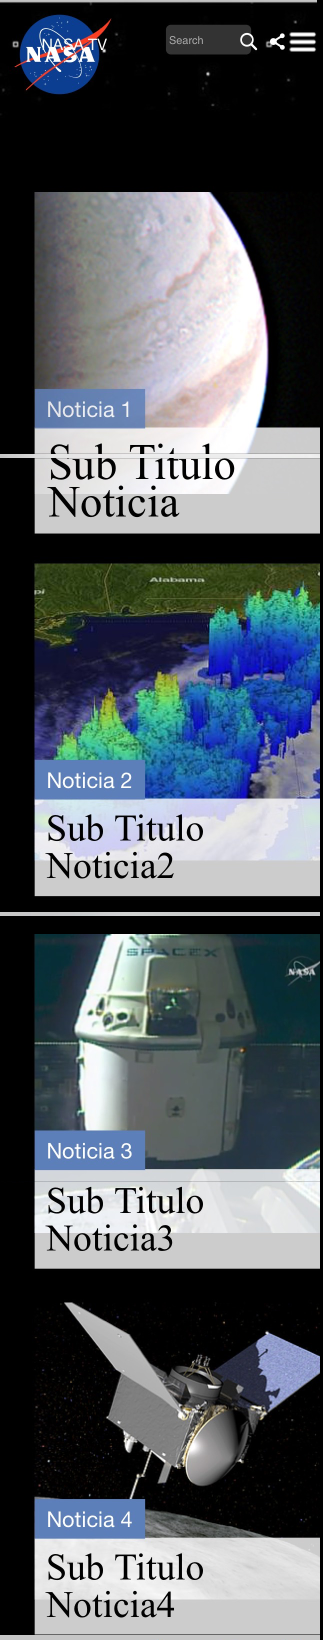 NASA TV
NASA
Search
Noticia 1
Sub Titulo
Noticia
Alabama
pi
Noticia 2
Sub Titulo
Noticia2
SPACEX
NASA
Noticia 3
Sub Titulo
Noticia3
Noticia 4
Sub Titulo
Noticia4